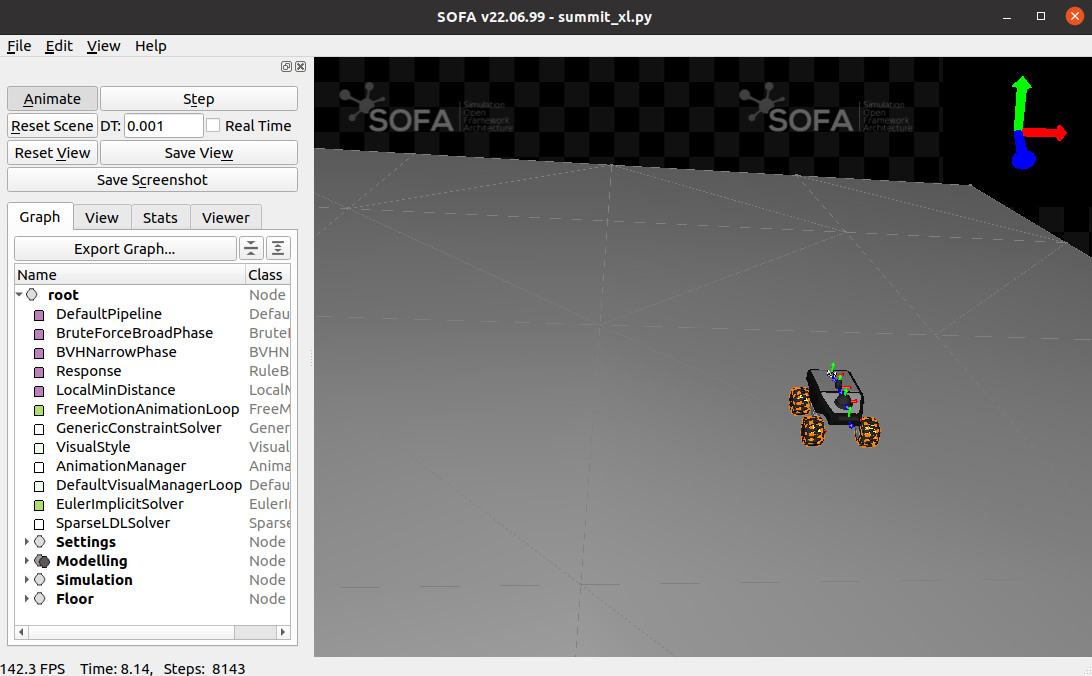 SOFA v22.06.99 - summit_xl.py
File Edit View Help
Animate Step
Reset Scene DT: 0.001 Real Time
Reset View Save View
Save Screenshot
Graph View Stats Viewer
Export Graph...
Name Class
root Node
DefaultPipeline Defau
BruteForceBroadPhase BruteF
BVHNarrowPhase BVHN
Response RuleB
LocalMinDistance LocalM
FreeMotionAnimationLoop FreeM
GenericConstraintSolver Gener
VisualStyle Visual
AnimationManager Anima
DefaultVisualManagerLoop Defau
EulerImplicitSolver EulerI
SparseLDLSolver Sparse
Settings Node
Modelling Node
Simulation Node
Floor Node
142.3 FPS Time: 8.14, Steps: 8143
SOFA
Simulation
Open
Framework
Architecture
SOFA
Simulation
Open
Framework
Architecture